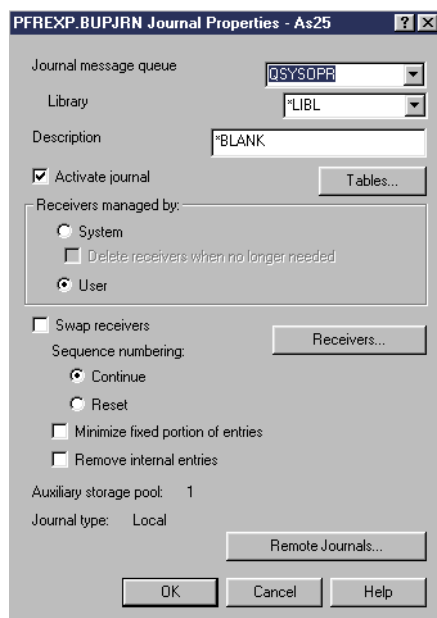 PFREXP.BUPJRN Journal Properties - As25
Journal message queue QSYSOPR
Library *LIBL
Description *BLANK
Activate journal Tables...
Receivers managed by:
System
Delete receivers when no longer needed
User
Swap receivers Receivers...
Sequence numbering:
Continue
Reset
Minimize fixed portion of entries
Remove internal entries
Auxiliary storage pool: 1
Journal type: Local
Remote Journals...
OK Cancel Help